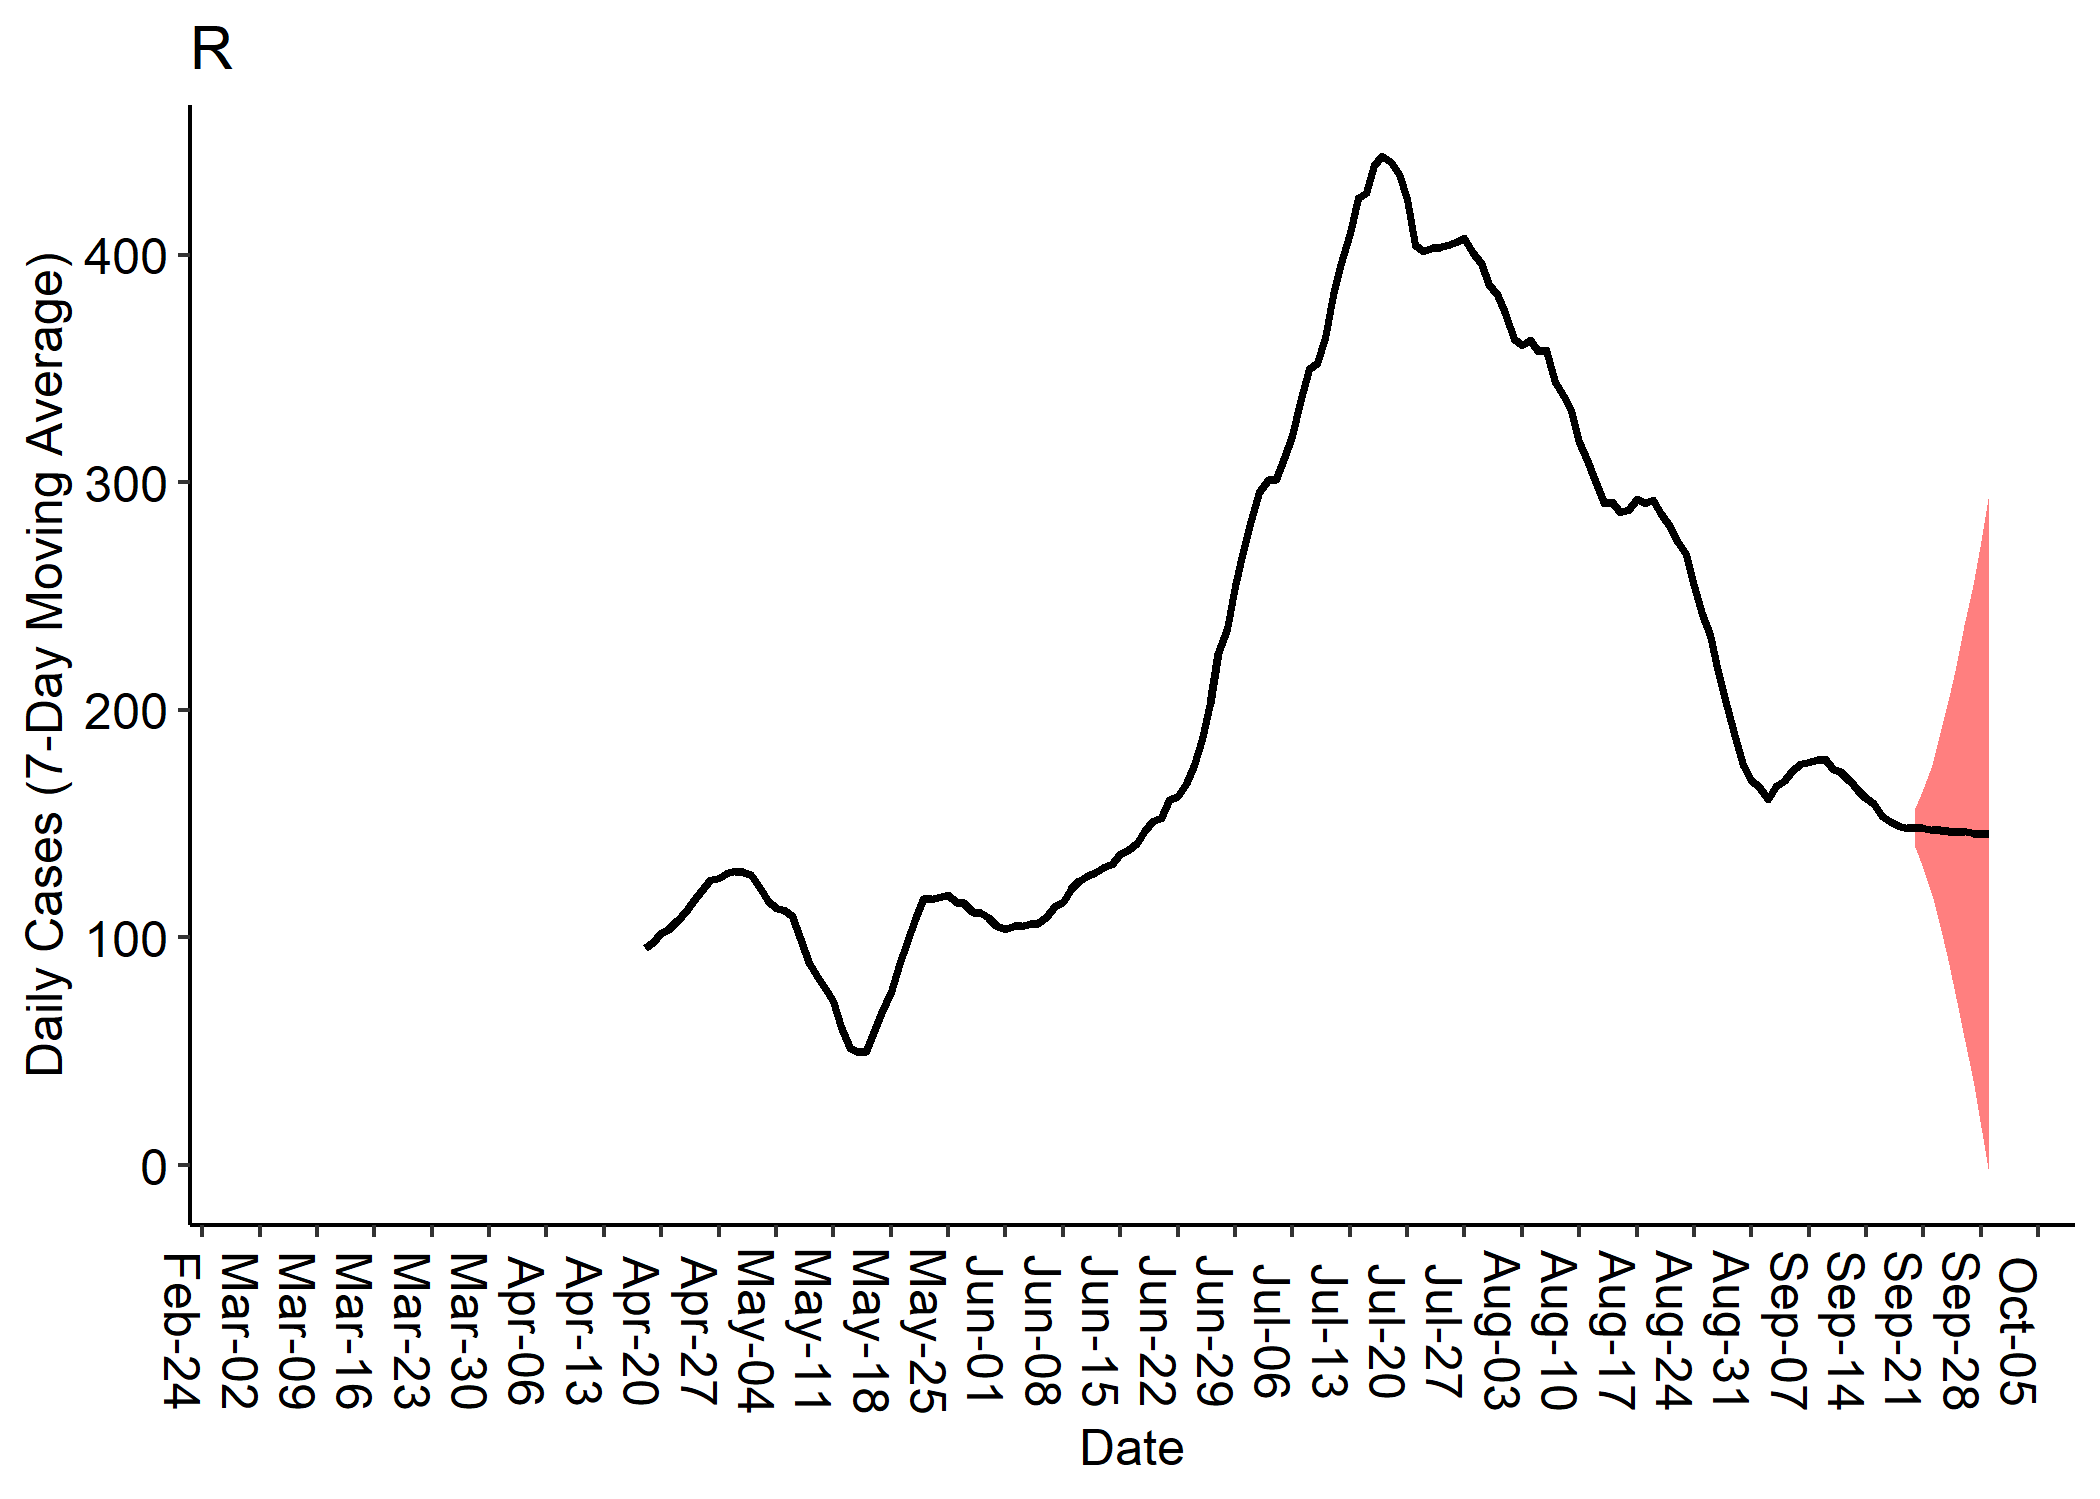 R
Daily Cases (7-Day Moving Average)
400
300
200
100
0
Feb-24
Mar-02
Mar-09
Mar-16
Mar-23
Mar-30
Apr-06
Apr-13
Apr-20
Apr-27
May-04
May-11
May-18
May-25
Jun-01
Jun-08
Jun-15
Jun-22
Jun-29
Jul-06
Jul-13
Jul-20
Jul-27
Aug-03
Aug-10
Aug-17
Aug-24
Aug-31
Sep-07
Sep-14
Sep-21
Sep-28
Oct-05
Date